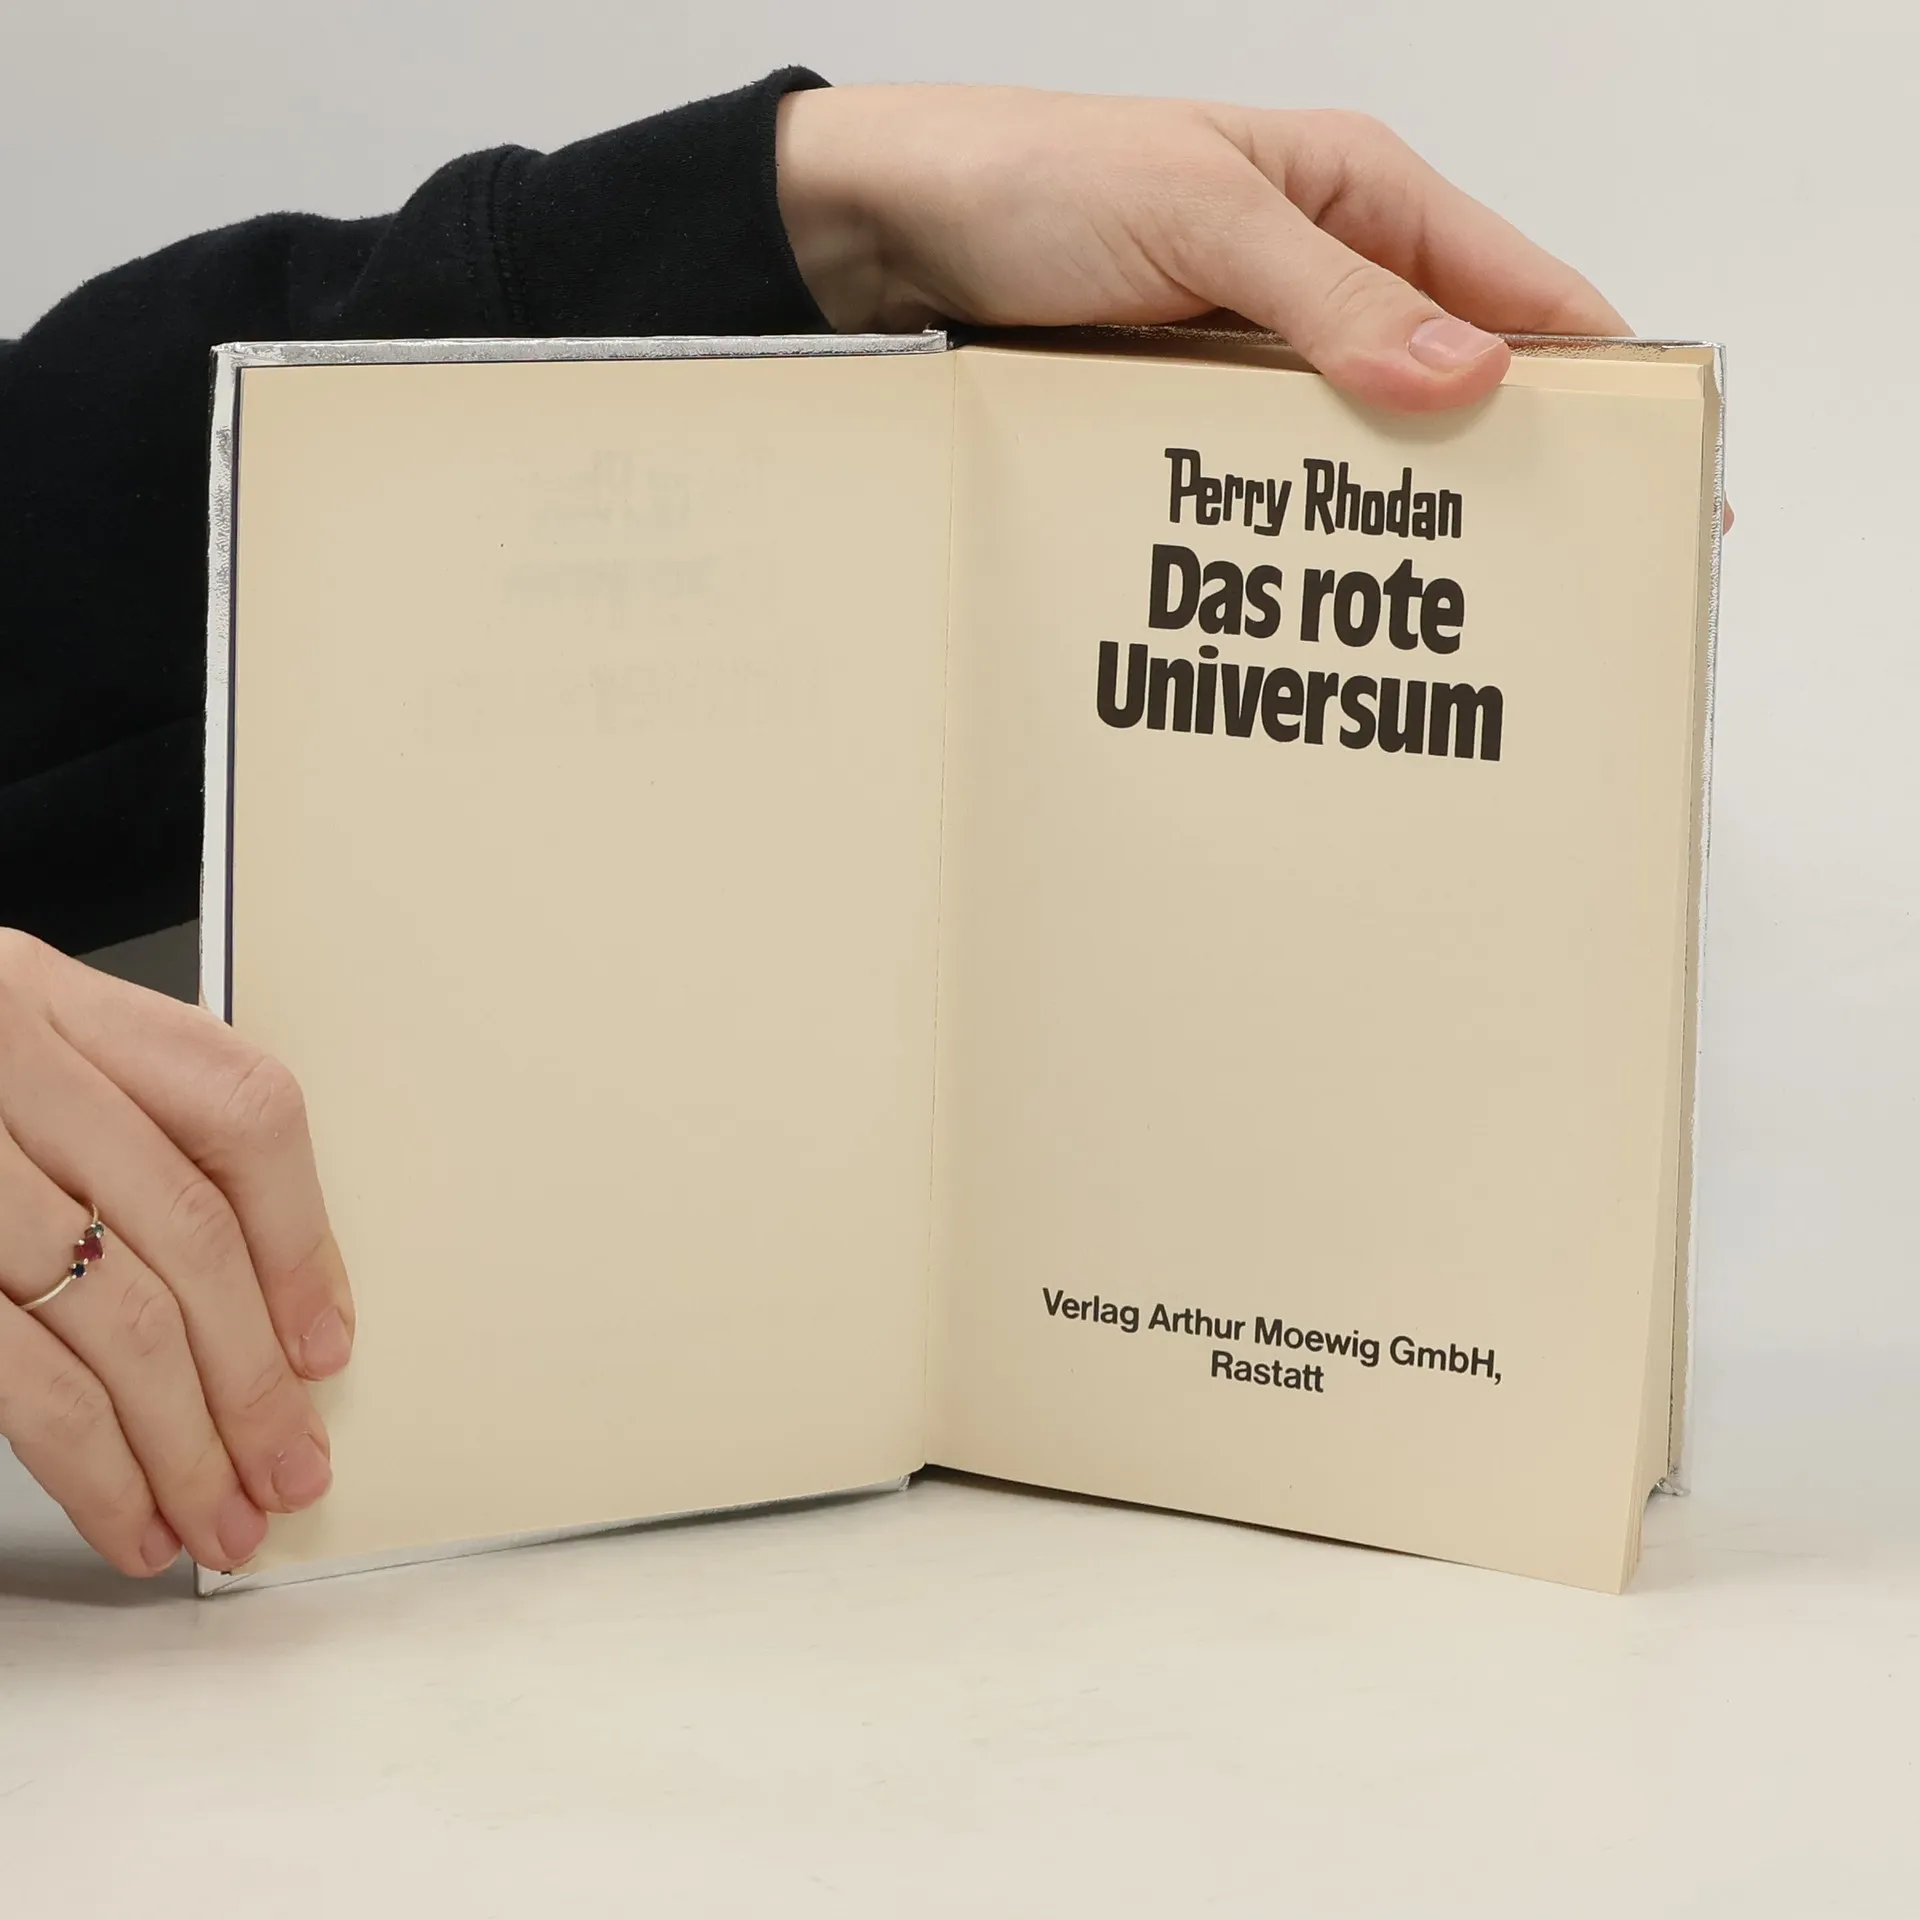 Perry Rhodan
Das rote
Universum
Verlag Arthur Moewig GmbH,
Rastatt